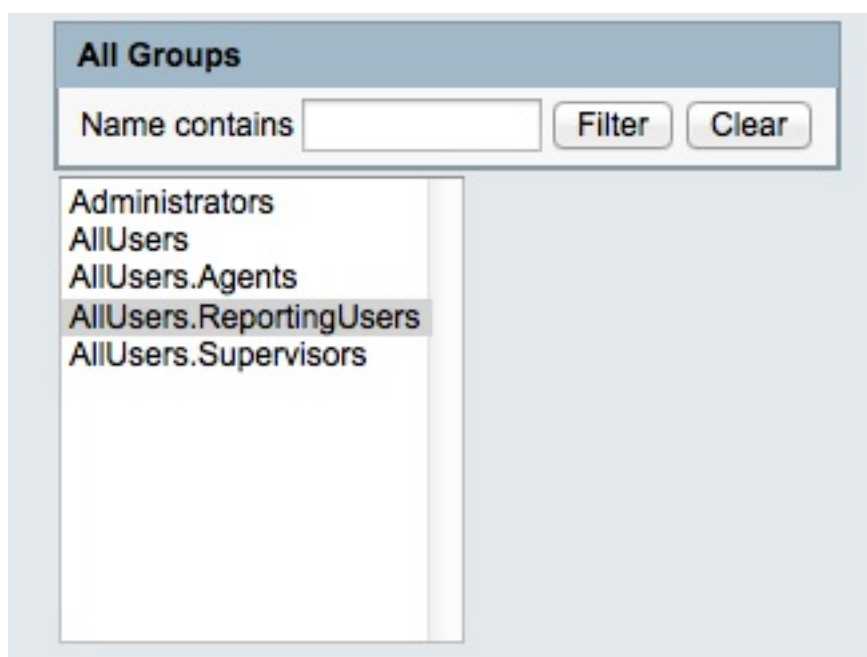 All Groups
Name contains Filter Clear
Administrators
AllUsers
AllUsers.Agents
AllUsers.ReportingUsers
AllUsers.Supervisors